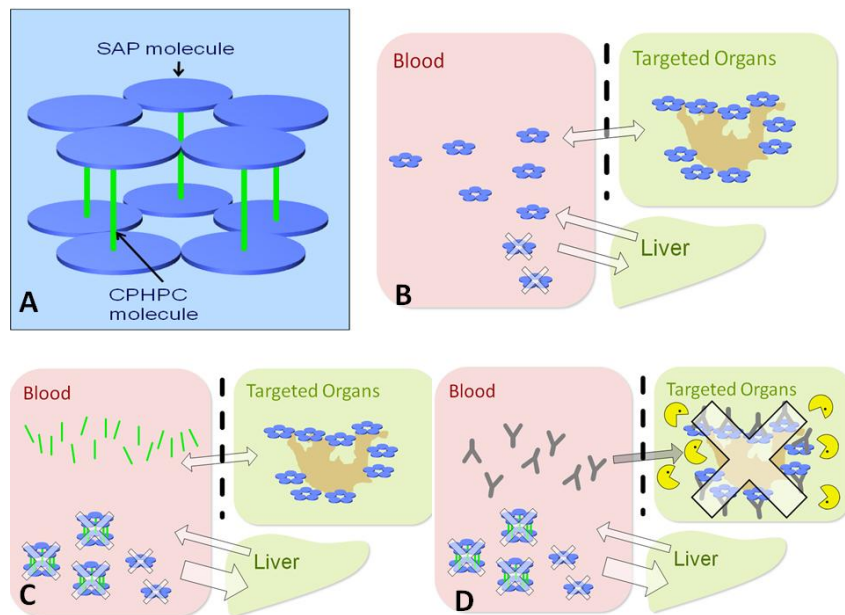 SAP molecule
CPHPC
molecule
A
Blood
Targeted Organs
Liver
B
Blood
Targeted Organs
Liver
C
Blood
Targeted Organs
Liver
D